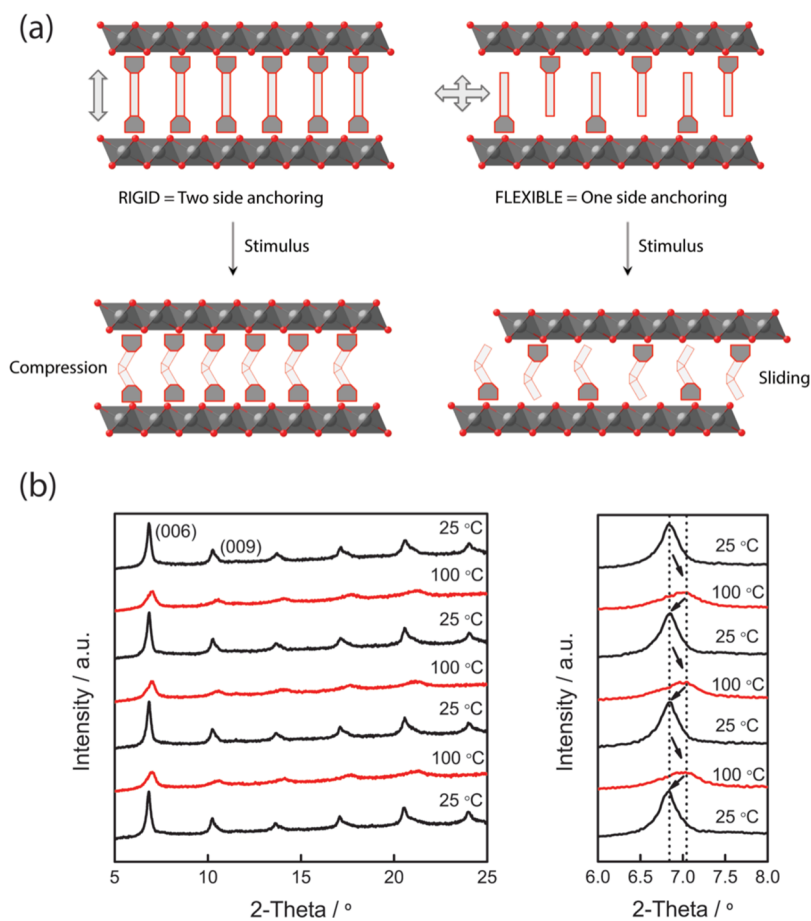 (a)
RIGID = Two side anchoring
FLEXIBLE = One side anchoring
Stimulus
Stimulus
Compression
Sliding
(b)
(006)
(009)
25 °C
100 °C
25 °C
100 °C
25 °C
100 °C
25 °C
Intensity / a.u.
5 10 15 20 25
2-Theta / °
25 °C
100 °C
25 °C
100 °C
25 °C
100 °C
25 °C
Intensity / a.u.
6.0 6.5 7.0 7.5 8.0
2-Theta / °